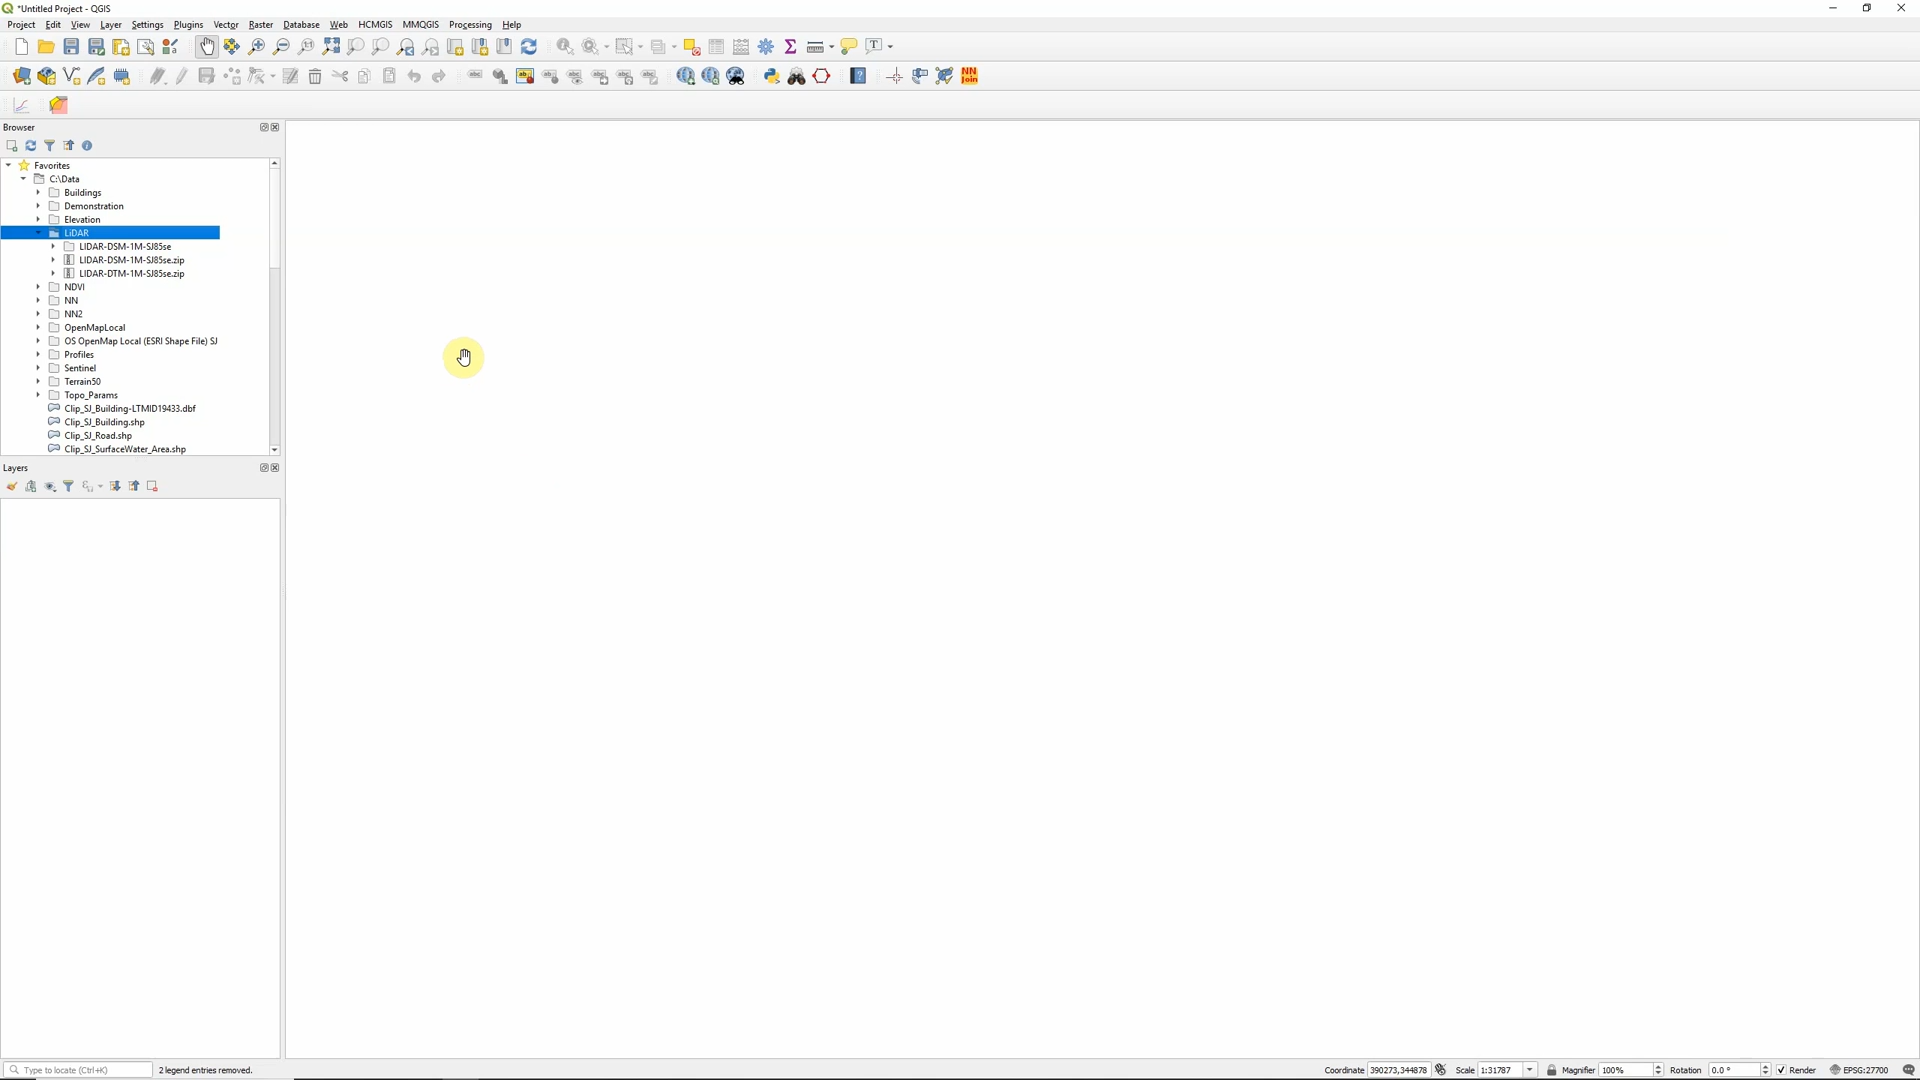 *Untitled Project - QGIS
Project Edit View Layer Settings Plugins Vector Raster Database Web HCMGIS MMQGIS Processing Help
NN
Join
Browser
Favorites
C:\Data
Buildings
Demonstration
Elevation
LiDAR
LIDAR-DSM-1M-SJ85se
LIDAR-DSM-1M-SJ85se.zip
LIDAR-DTM-1M-SJ85se.zip
NDVI
NN
NN2
OpenMapLocal
OS OpenMap Local (ESRI Shape File) SJ
Profiles
Sentinel
Terrain50
Topo_Params
Clip_SJ_Building-LTMID19433.dbf
Clip_SJ_Building.shp
Clip_SJ_Road.shp
Clip_SJ_SurfaceWater_Area.shp
Layers
Type to locate (Ctrl+K) 2 legend entries removed. Coordinate 390273,344878 Scale 1:31787 Magnifier 100% Rotation 0.0 ° Render EPSG:27700